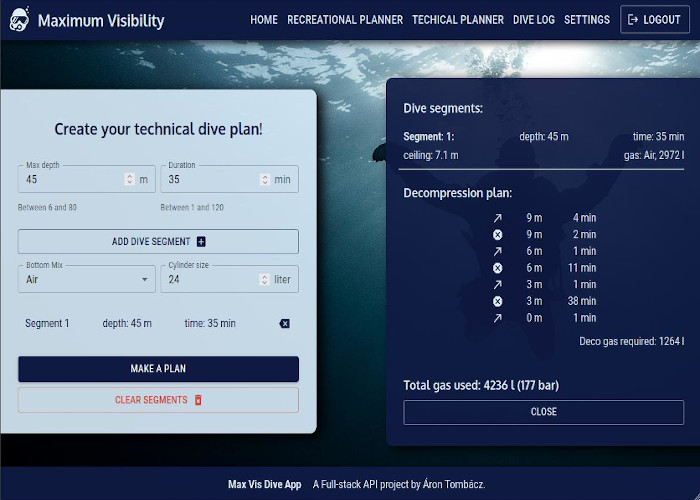 Maximum Visibility
HOME RECREATIONAL PLANNER TECHICAL PLANNER DIVE LOG SETTINGS LOGOUT
Create your technical dive plan!
Max depth Duration
45 m 35 min
Between 6 and 80 Between 1 and 120
ADD DIVE SEGMENT
Bottom Mix Cylinder size
Air 24 liter
Segment 1 depth: 45 m time: 35 min
MAKE A PLAN
CLEAR SEGMENTS
Dive segments:
Segment: 1: depth: 45 m time: 35 min
ceiling: 7.1 m gas: Air, 2972 l
Decompression plan:
9 m 4 min
9 m 2 min
6 m 1 min
6 m 11 min
3 m 1 min
3 m 38 min
0 m 1 min
Deco gas required: 1264 l
Total gas used: 4236 l (177 bar)
CLOSE
Max Vis Dive App A Full-stack API project by Áron Tombácz.